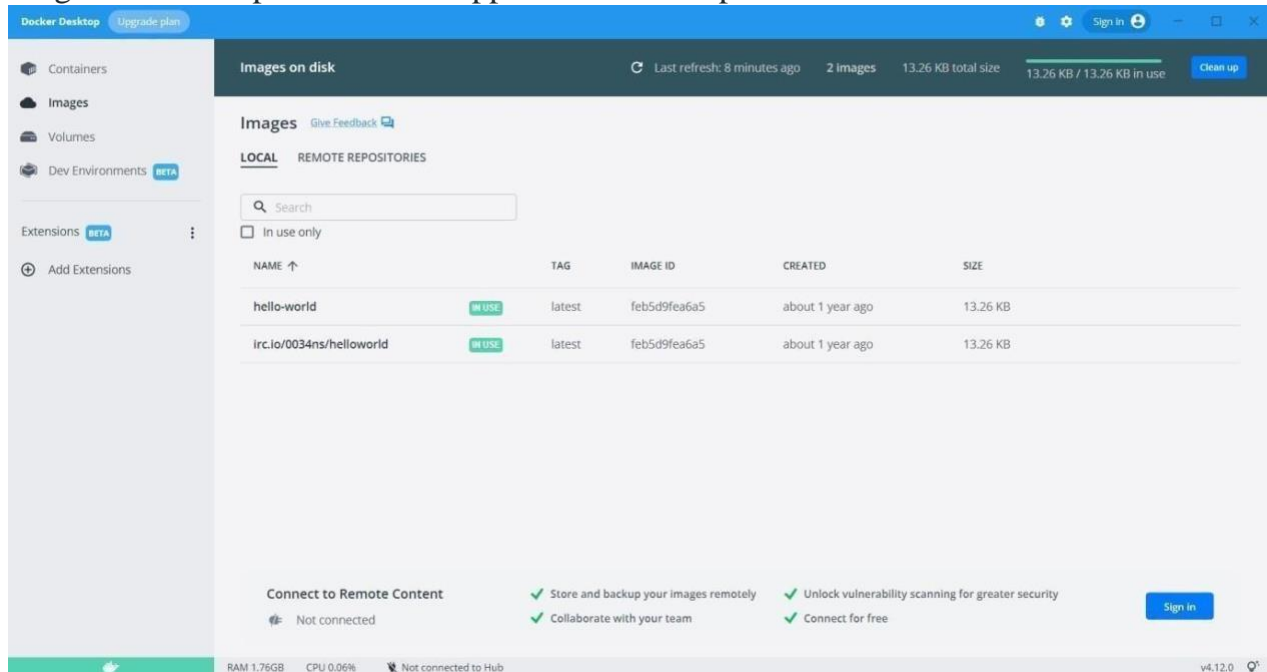 Docker Desktop Upgrade plan Sign in
Containers
Images
Volumes
Dev Environments BETA
Extensions BETA
Add Extensions
Images on disk Last refresh: 8 minutes ago 2 images 13.26 KB total size 13.26 KB / 13.26 KB in use Clean up
Images Give Feedback
LOCAL REMOTE REPOSITORIES
Search
In use only
NAME TAG IMAGE ID CREATED SIZE
hello-world IN USE latest feb5d9fea6a5 about 1 year ago 13.26 KB
irc.io/0034ns/helloworld IN USE latest feb5d9fea6a5 about 1 year ago 13.26 KB
Connect to Remote Content
Not connected
Store and backup your images remotely
Collaborate with your team
Unlock vulnerability scanning for greater security
Connect for free
Sign in
RAM 1.76GB CPU 0.06% Not connected to Hub v4.12.0